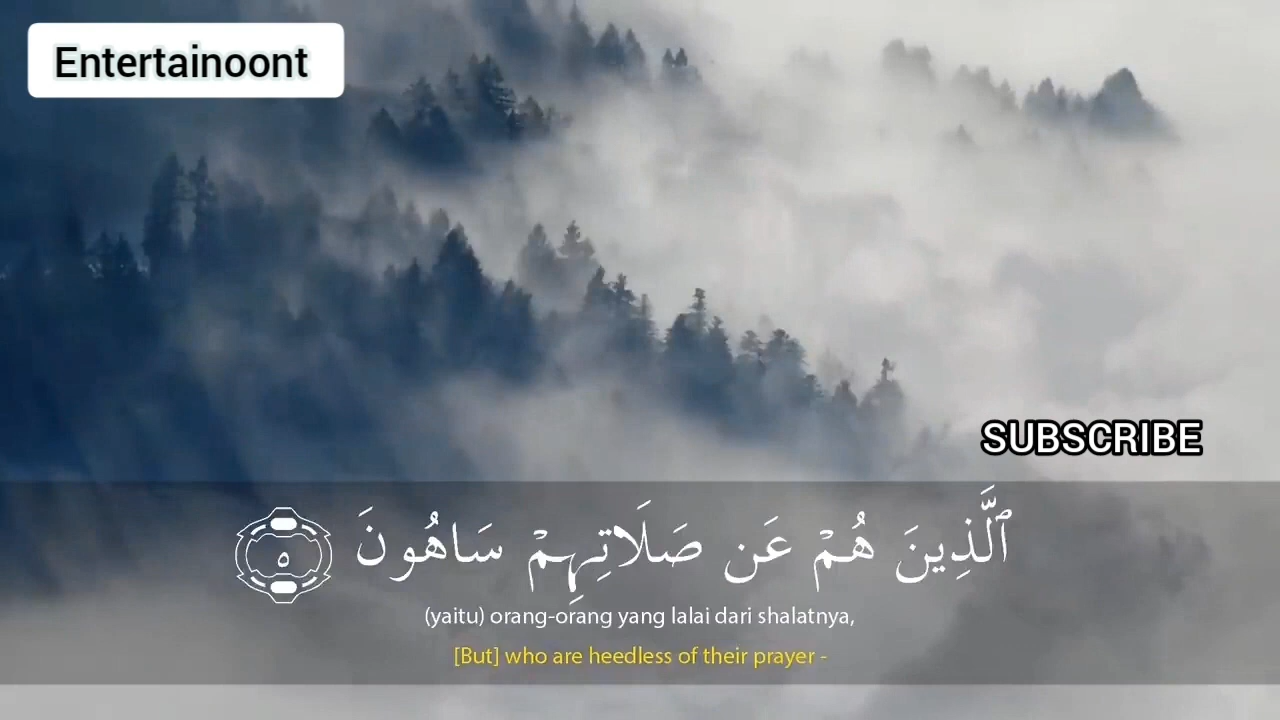 Entertainoont
SUBSCRIBE
ٱلَّذِينَ هُمْ عَن صَلَاتِهِمْ سَاهُونَ ٥
(yaitu) orang-orang yang lalai dari shalatnya,
[But] who are heedless of their prayer -